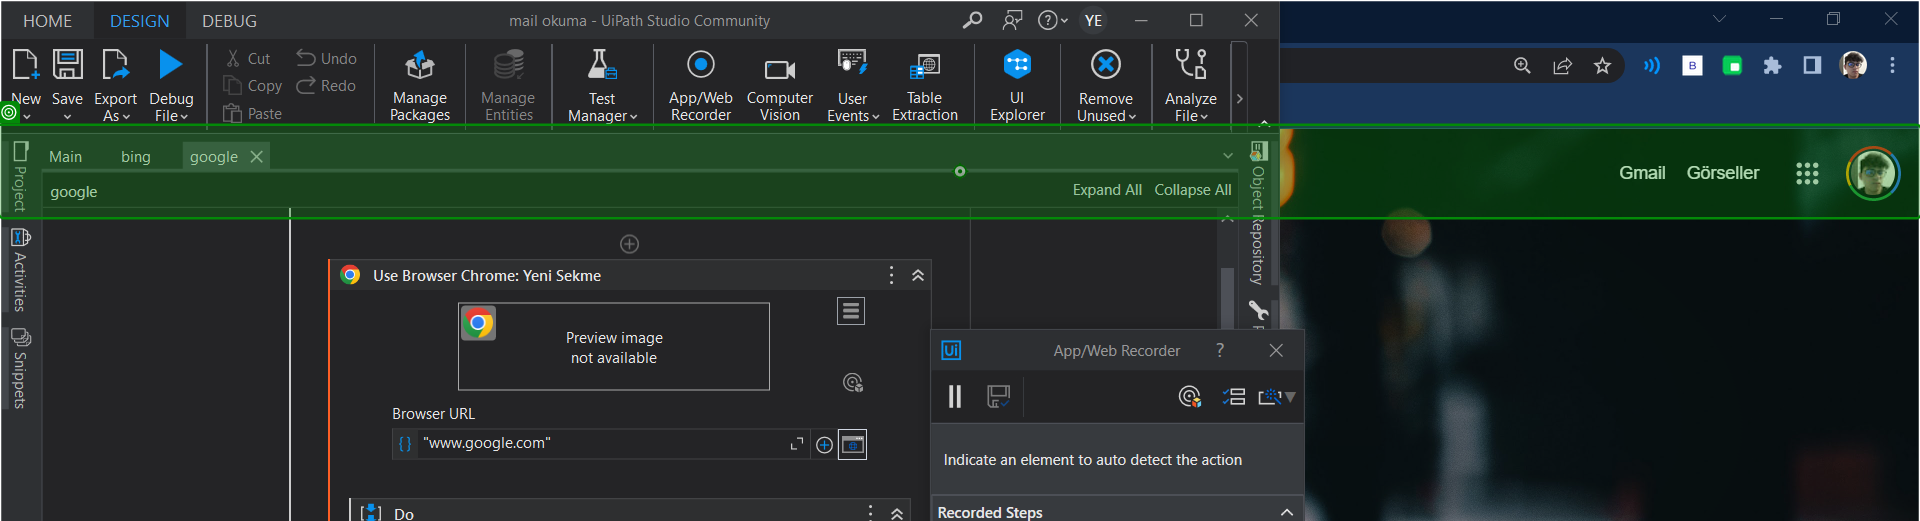 HOME DESIGN DEBUG mail okuma - UiPath Studio Community YE
Cut Undo
Copy Redo
Paste
New Save Export As Debug File
Manage Packages
Manage Entities
Test Manager
App/Web Recorder
Computer Vision
User Events
Table Extraction
UI Explorer
Remove Unused
Analyze File
B
Main bing google
Gmail Görseller
google Expand All Collapse All
Project
Activities
Snippets
Object Repository
Use Browser Chrome: Yeni Sekme
Preview image
not available
Browser URL
"www.google.com"
Do
Ui App/Web Recorder ?
Indicate an element to auto detect the action
Recorded Steps